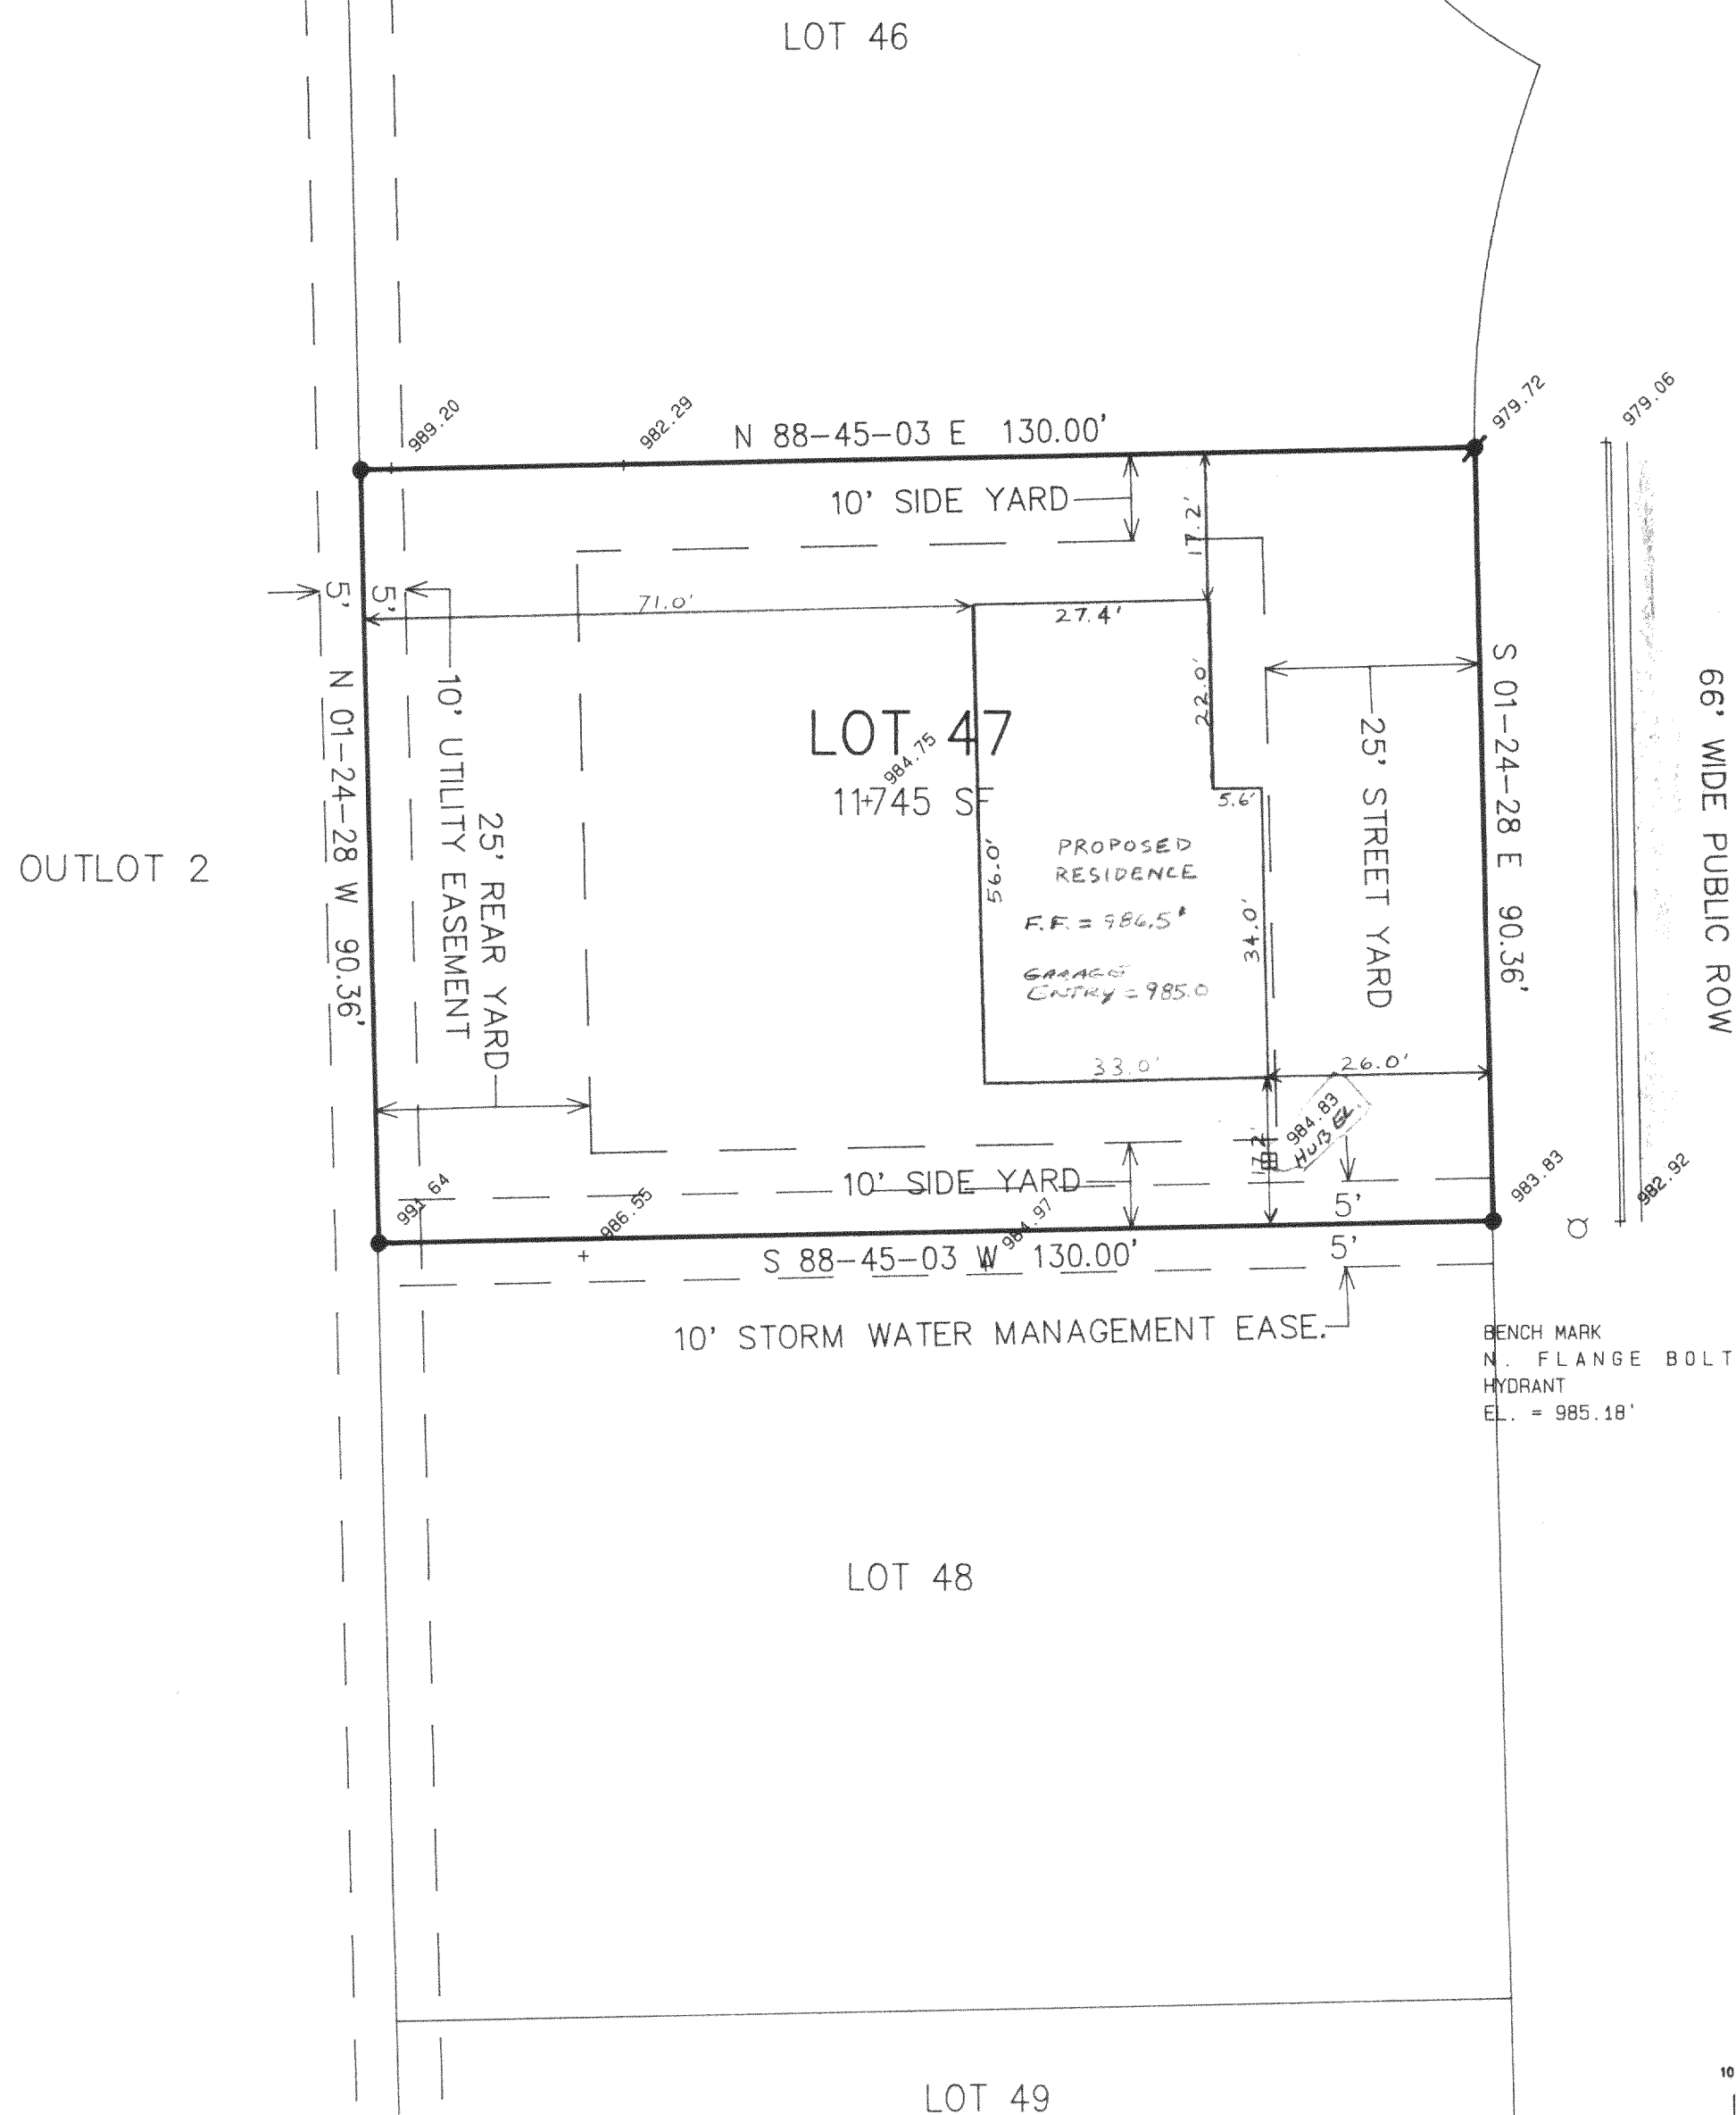 LOT 46
989.20
982.29
N 88-45-03 E 130.00'
979.72
979.06
10' SIDE YARD
17.2'
5'
5'
71.0'
27.4'
22.0'
S 01-24-28 E 90.36'
66' WIDE PUBLIC ROW
N 01-24-28 W 90.36'
10' UTILITY EASEMENT
25' REAR YARD
LOT 47
984.75
11+745 SF
5.6'
25' STREET YARD
OUTLOT 2
56.0'
PROPOSED
RESIDENCE
F.F. = 986.5'
GARAGE
ENTRY = 985.0
34.0'
33.0'
26.0'
984.83
HUB EL.
17.2'
10' SIDE YARD
991.64
986.55
984.97
5'
983.83
982.92
S 88-45-03 W 130.00'
5'
10' STORM WATER MANAGEMENT EASE.
BENCH MARK
N. FLANGE BOLT
HYDRANT
EL. = 985.18'
LOT 48
LOT 49
10